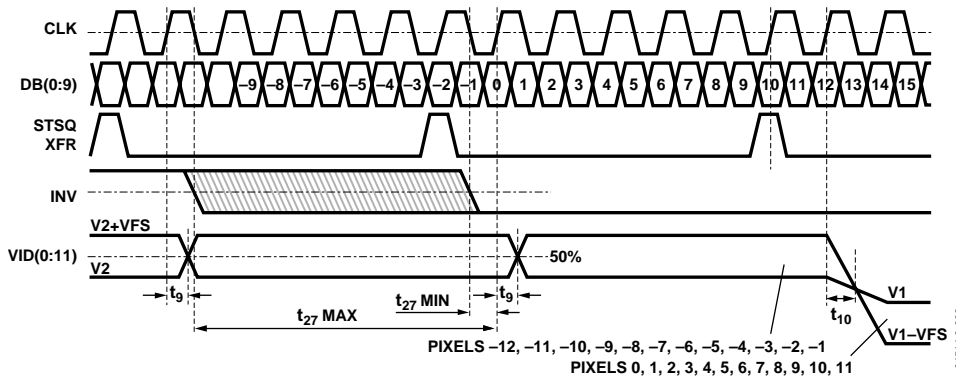 CLK
DB(0:9)
–9 –8 –7 –6 –5 –4 –3 –2 –1 0 1 2 3 4 5 6 7 8 9 10 11 12 13 14 15
STSQ
XFR
INV
V2+VFS
VID(0:11)
50%
V2
t9
t27 MAX
t27 MIN
t9
t10
V1
V1–VFS
PIXELS –12, –11, –10, –9, –8, –7, –6, –5, –4, –3, –2, –1
PIXELS 0, 1, 2, 3, 4, 5, 6, 7, 8, 9, 10, 11